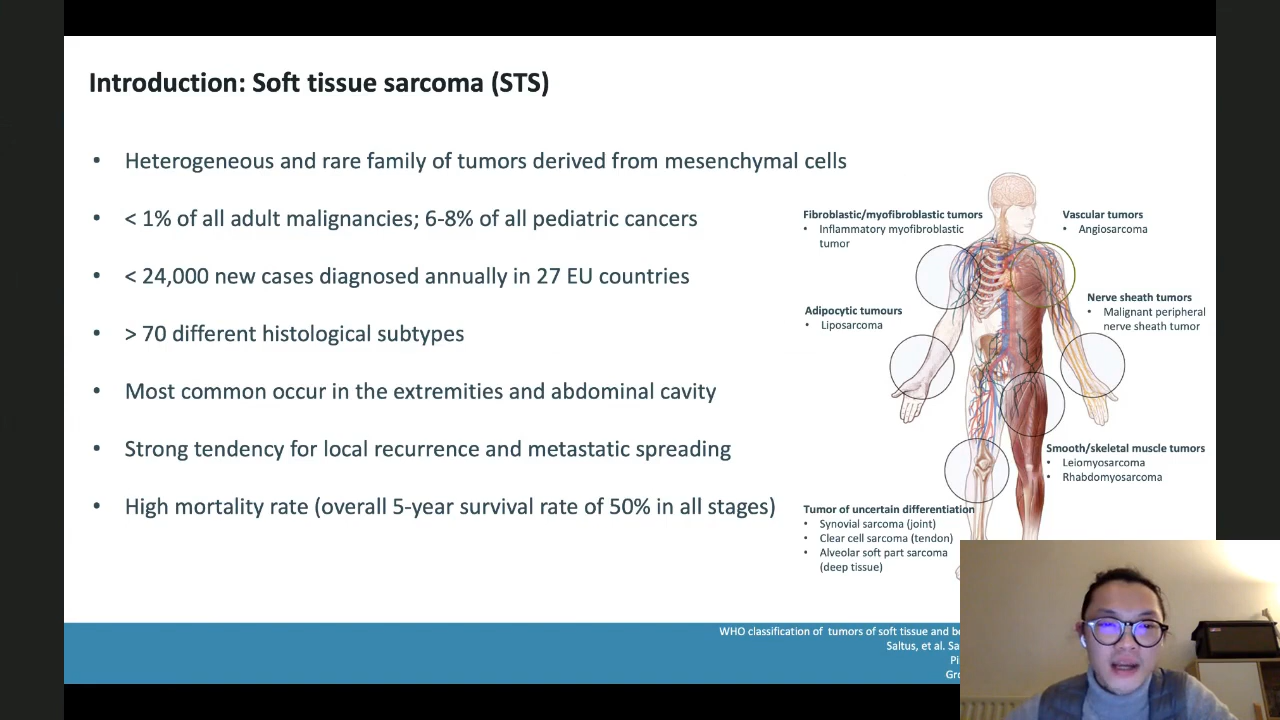 Introduction: Soft tissue sarcoma (STS)
• Heterogeneous and rare family of tumors derived from mesenchymal cells
• < 1% of all adult malignancies; 6-8% of all pediatric cancers
• < 24,000 new cases diagnosed annually in 27 EU countries
• > 70 different histological subtypes
• Most common occur in the extremities and abdominal cavity
• Strong tendency for local recurrence and metastatic spreading
• High mortality rate (overall 5-year survival rate of 50% in all stages)
Fibroblastic/myofibroblastic tumors
• Inflammatory myofibroblastic
tumor
Vascular tumors
• Angiosarcoma
Adipocytic tumours
• Liposarcoma
Nerve sheath tumors
• Malignant peripheral
nerve sheath tumor
Smooth/skeletal muscle tumors
• Leiomyosarcoma
• Rhabdomyosarcoma
Tumor of uncertain differentiation
• Synovial sarcoma (joint)
• Clear cell sarcoma (tendon)
• Alveolar soft part sarcoma
(deep tissue)
WHO classification of tumors of soft tissue and
Saltus, et al.